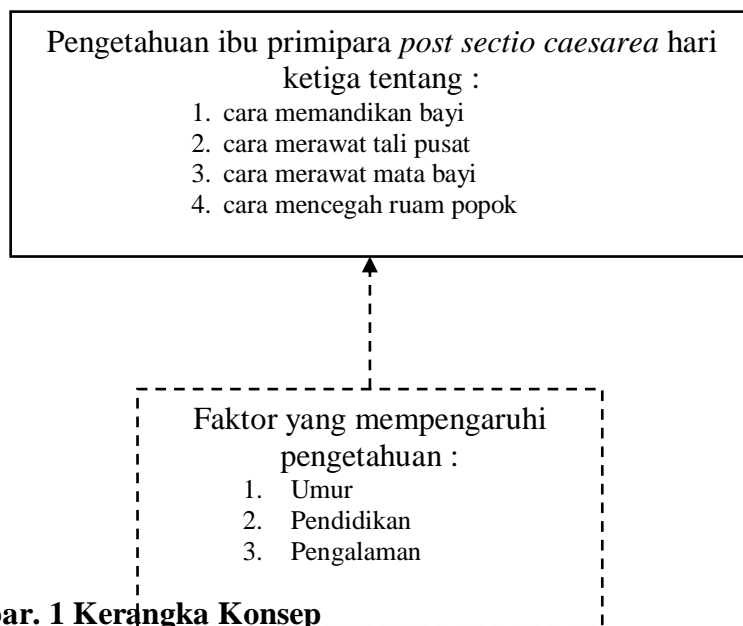 Pengetahuan ibu primipara post sectio caesarea hari
ketiga tentang :
1. cara memandikan bayi
2. cara merawat tali pusat
3. cara merawat mata bayi
4. cara mencegah ruam popok
Faktor yang mempengaruhi
pengetahuan :
1. Umur
2. Pendidikan
3. Pengalaman
bar. 1 Kerangka Konsep